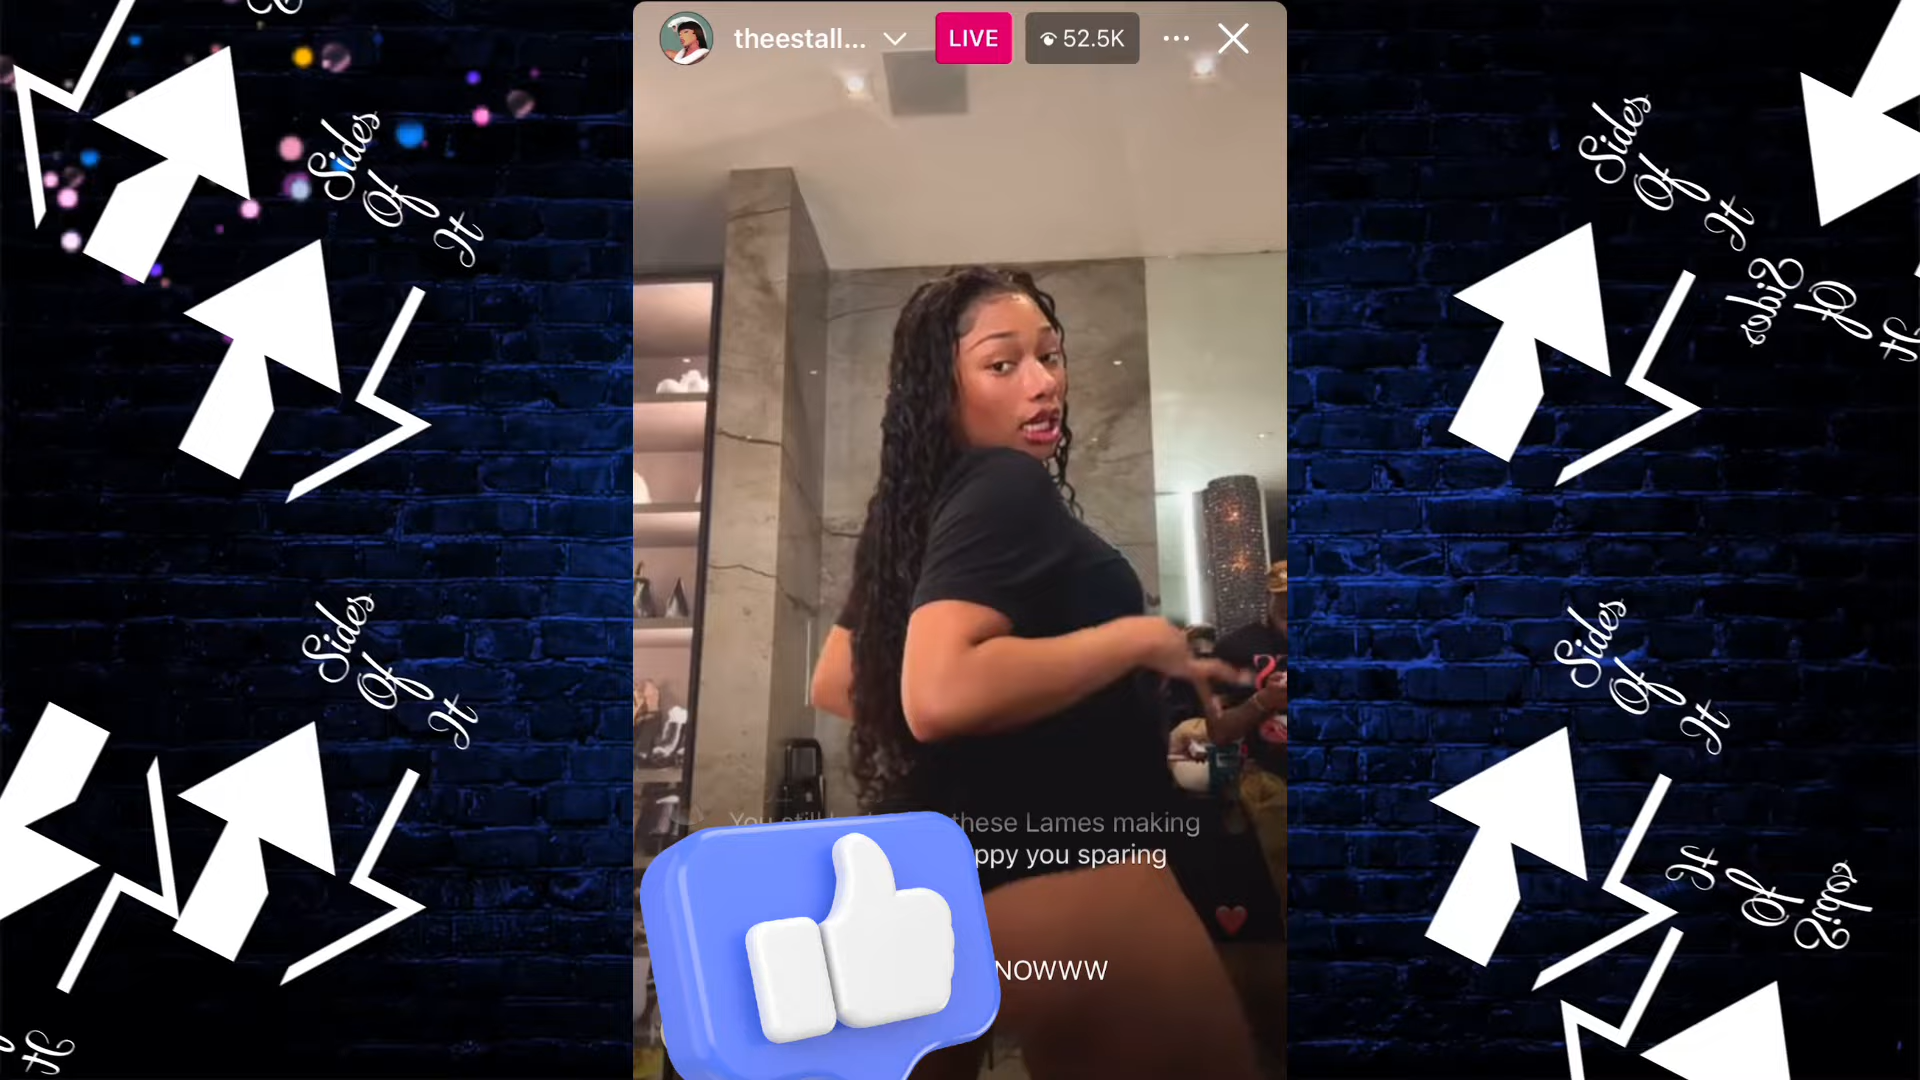 theestall...
LIVE
52.5K
Sides
Of
It
Sides
Of
It
Sides
Of
It
these Lames making
ppy you sparing
NOWWW
Sides
Of
It
Sides
Of
It
It
Of
Sides
It